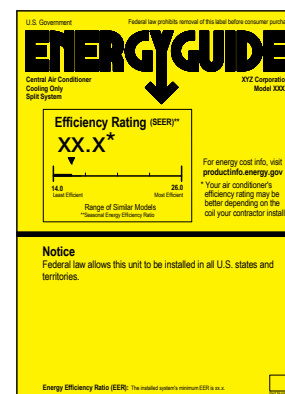 U.S. Government Federal law prohibits removal of this label before consumer purcha
ENERGYGUIDE
Central Air Conditioner XYZ Corporatio
Cooling Only Model XXX
Split System
Efficiency Rating (SEER)**
XX.X*
14.0 26.0
Least Efficient Most Efficient
Range of Similar Models
**Seasonal Energy Efficiency Ratio
For energy cost info, visit
productinfo.energy.gov
* Your air conditioner's
efficiency rating may be
better depending on the
coil your contractor install
Notice
Federal law allows this unit to be installed in all U.S. states and
territories.
Energy Efficiency Ratio (EER): The installed system's minimum EER is xx.x.